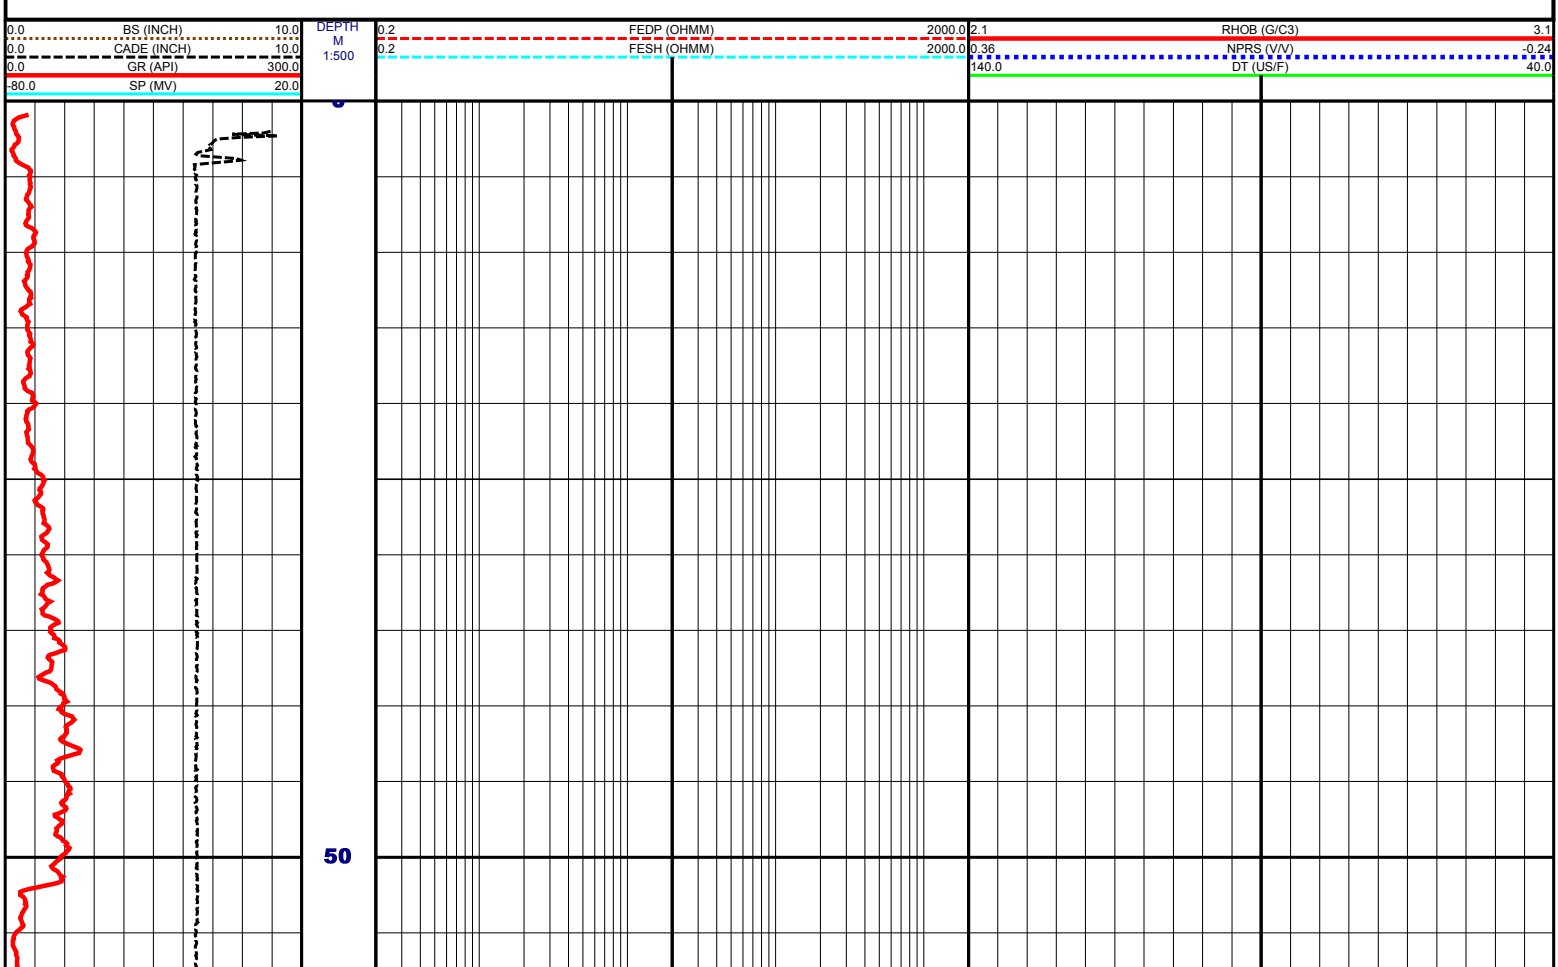 0.0 BS (INCH) 10.0
0.0 CADE (INCH) 10.0
0.0 GR (API) 300.0
-80.0 SP (MV) 20.0
DEPTH
M
1:500
0.2 FEDP (OHMM) 2000.0
0.2 FESH (OHMM) 2000.0
2.1 RHOB (G/C3) 3.1
0.36 NPRS (V/V) -0.24
140.0 DT (US/F) 40.0
50